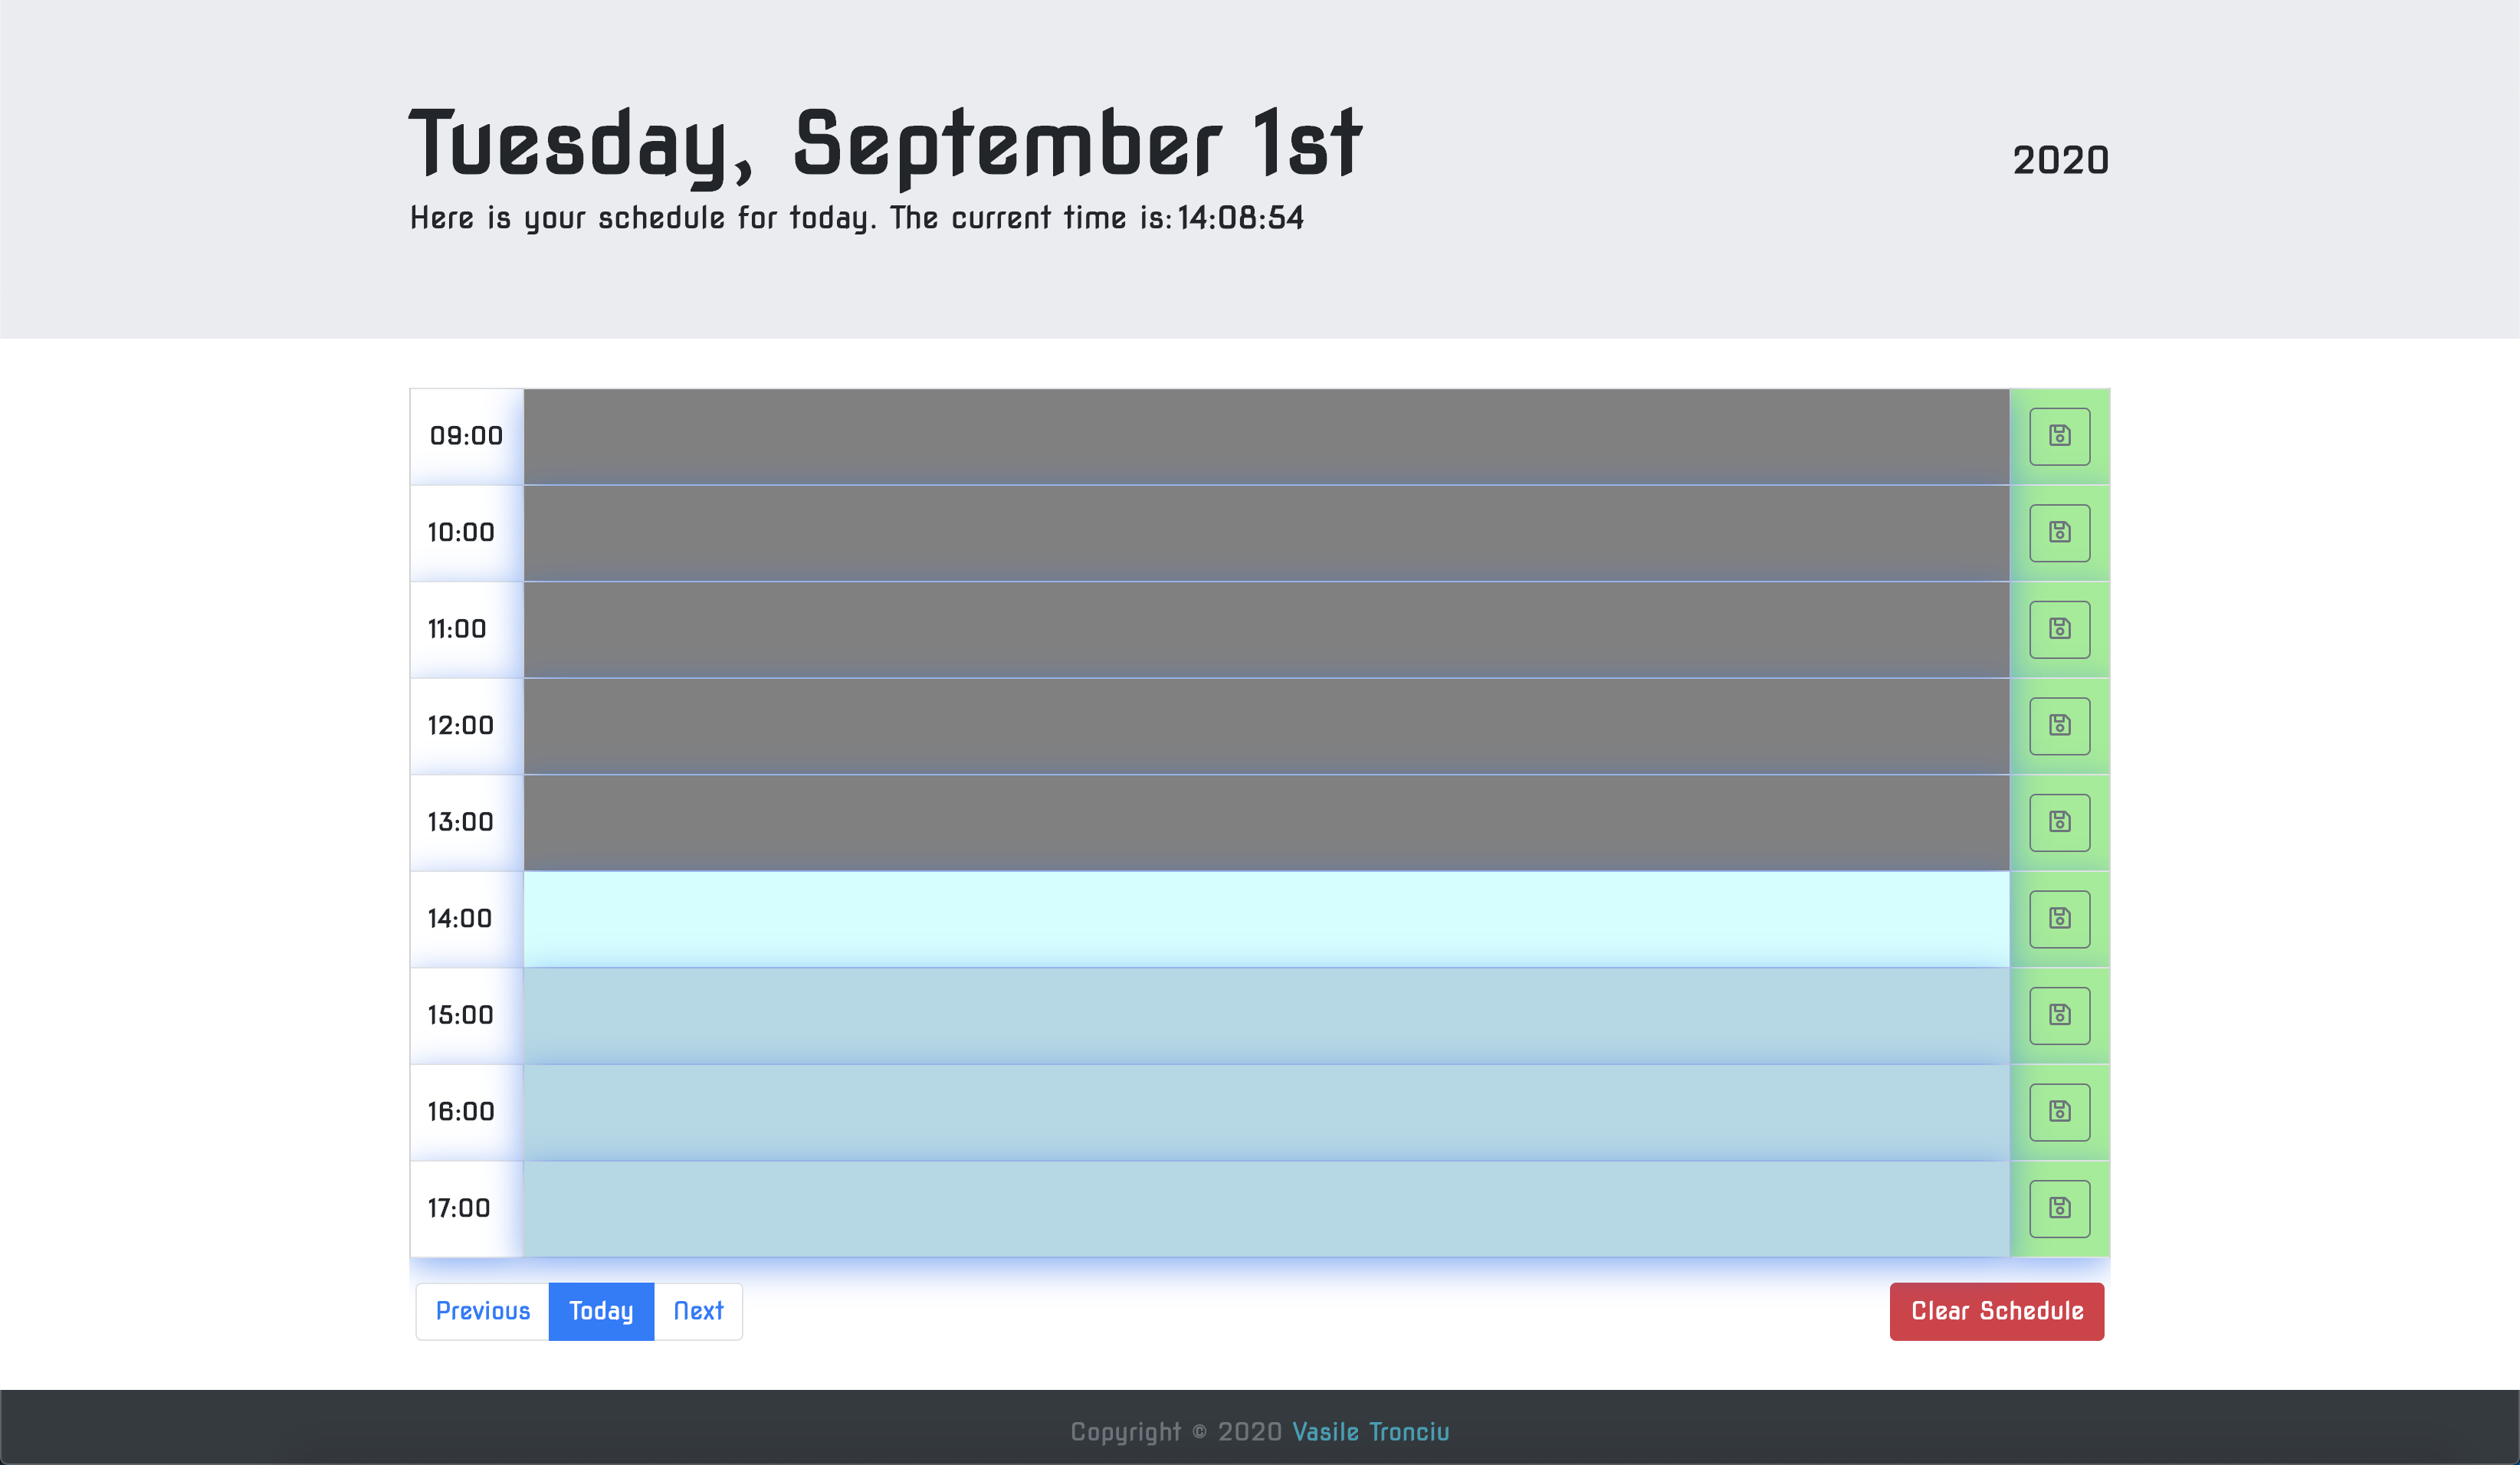 Tuesday, September 1st
2020
Here is your schedule for today. The current time is: 14:08:54
09:00
10:00
11:00
12:00
13:00
14:00
15:00
16:00
17:00
Previous Today Next
Clear Schedule
Copyright © 2020 Vasile Tronciu